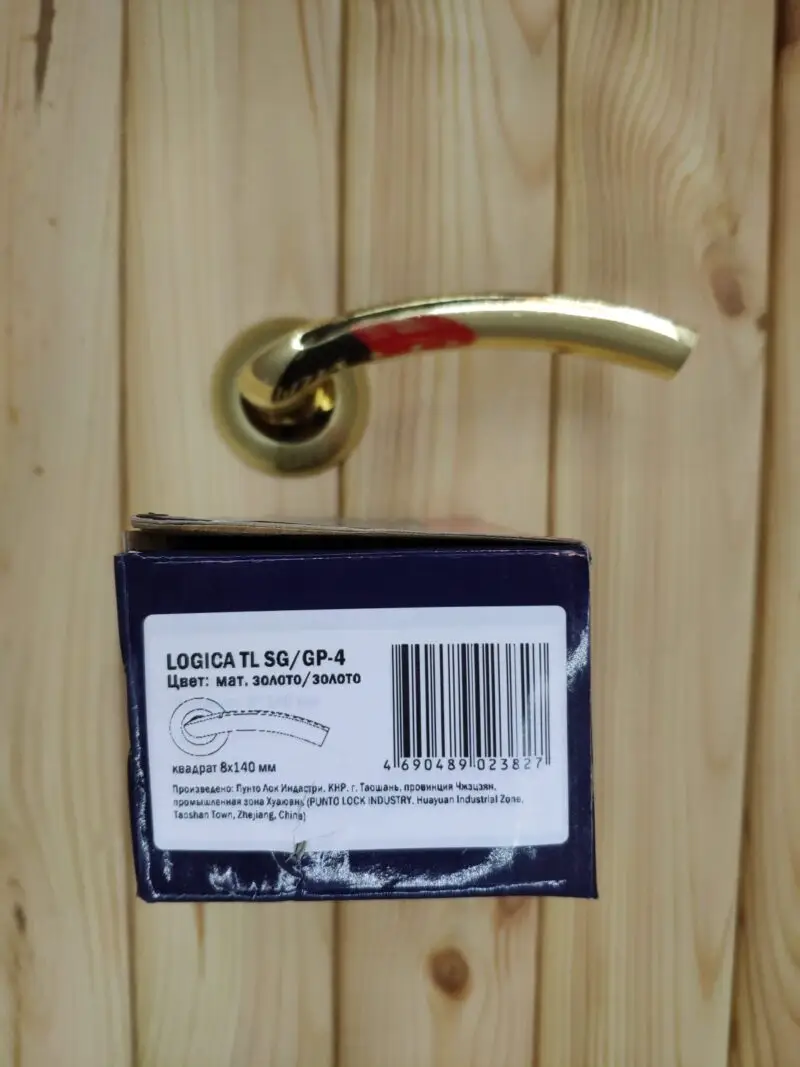 LOGICA TL SG/GP-4
Цвет: мат. золото/золото
квадрат 8x140 мм
4 690489 023827
Произведено: Пунто Лок Индастри. КНР. г. Таошань, провинция Чжэцзян,
промышленная зона Хуаюань (PUNTO LOCK INDUSTRY. Huayuan Industrial Zone,
Taoshan Town, Zhejiang, China)